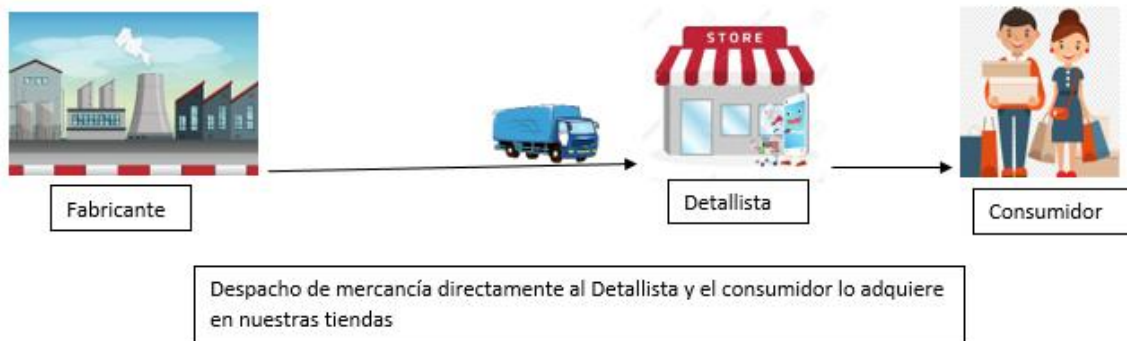 STORE
Fabricante
Detallista
Consumidor
Despacho de mercancía directamente al Detallista y el consumidor lo adquiere
en nuestras tiendas